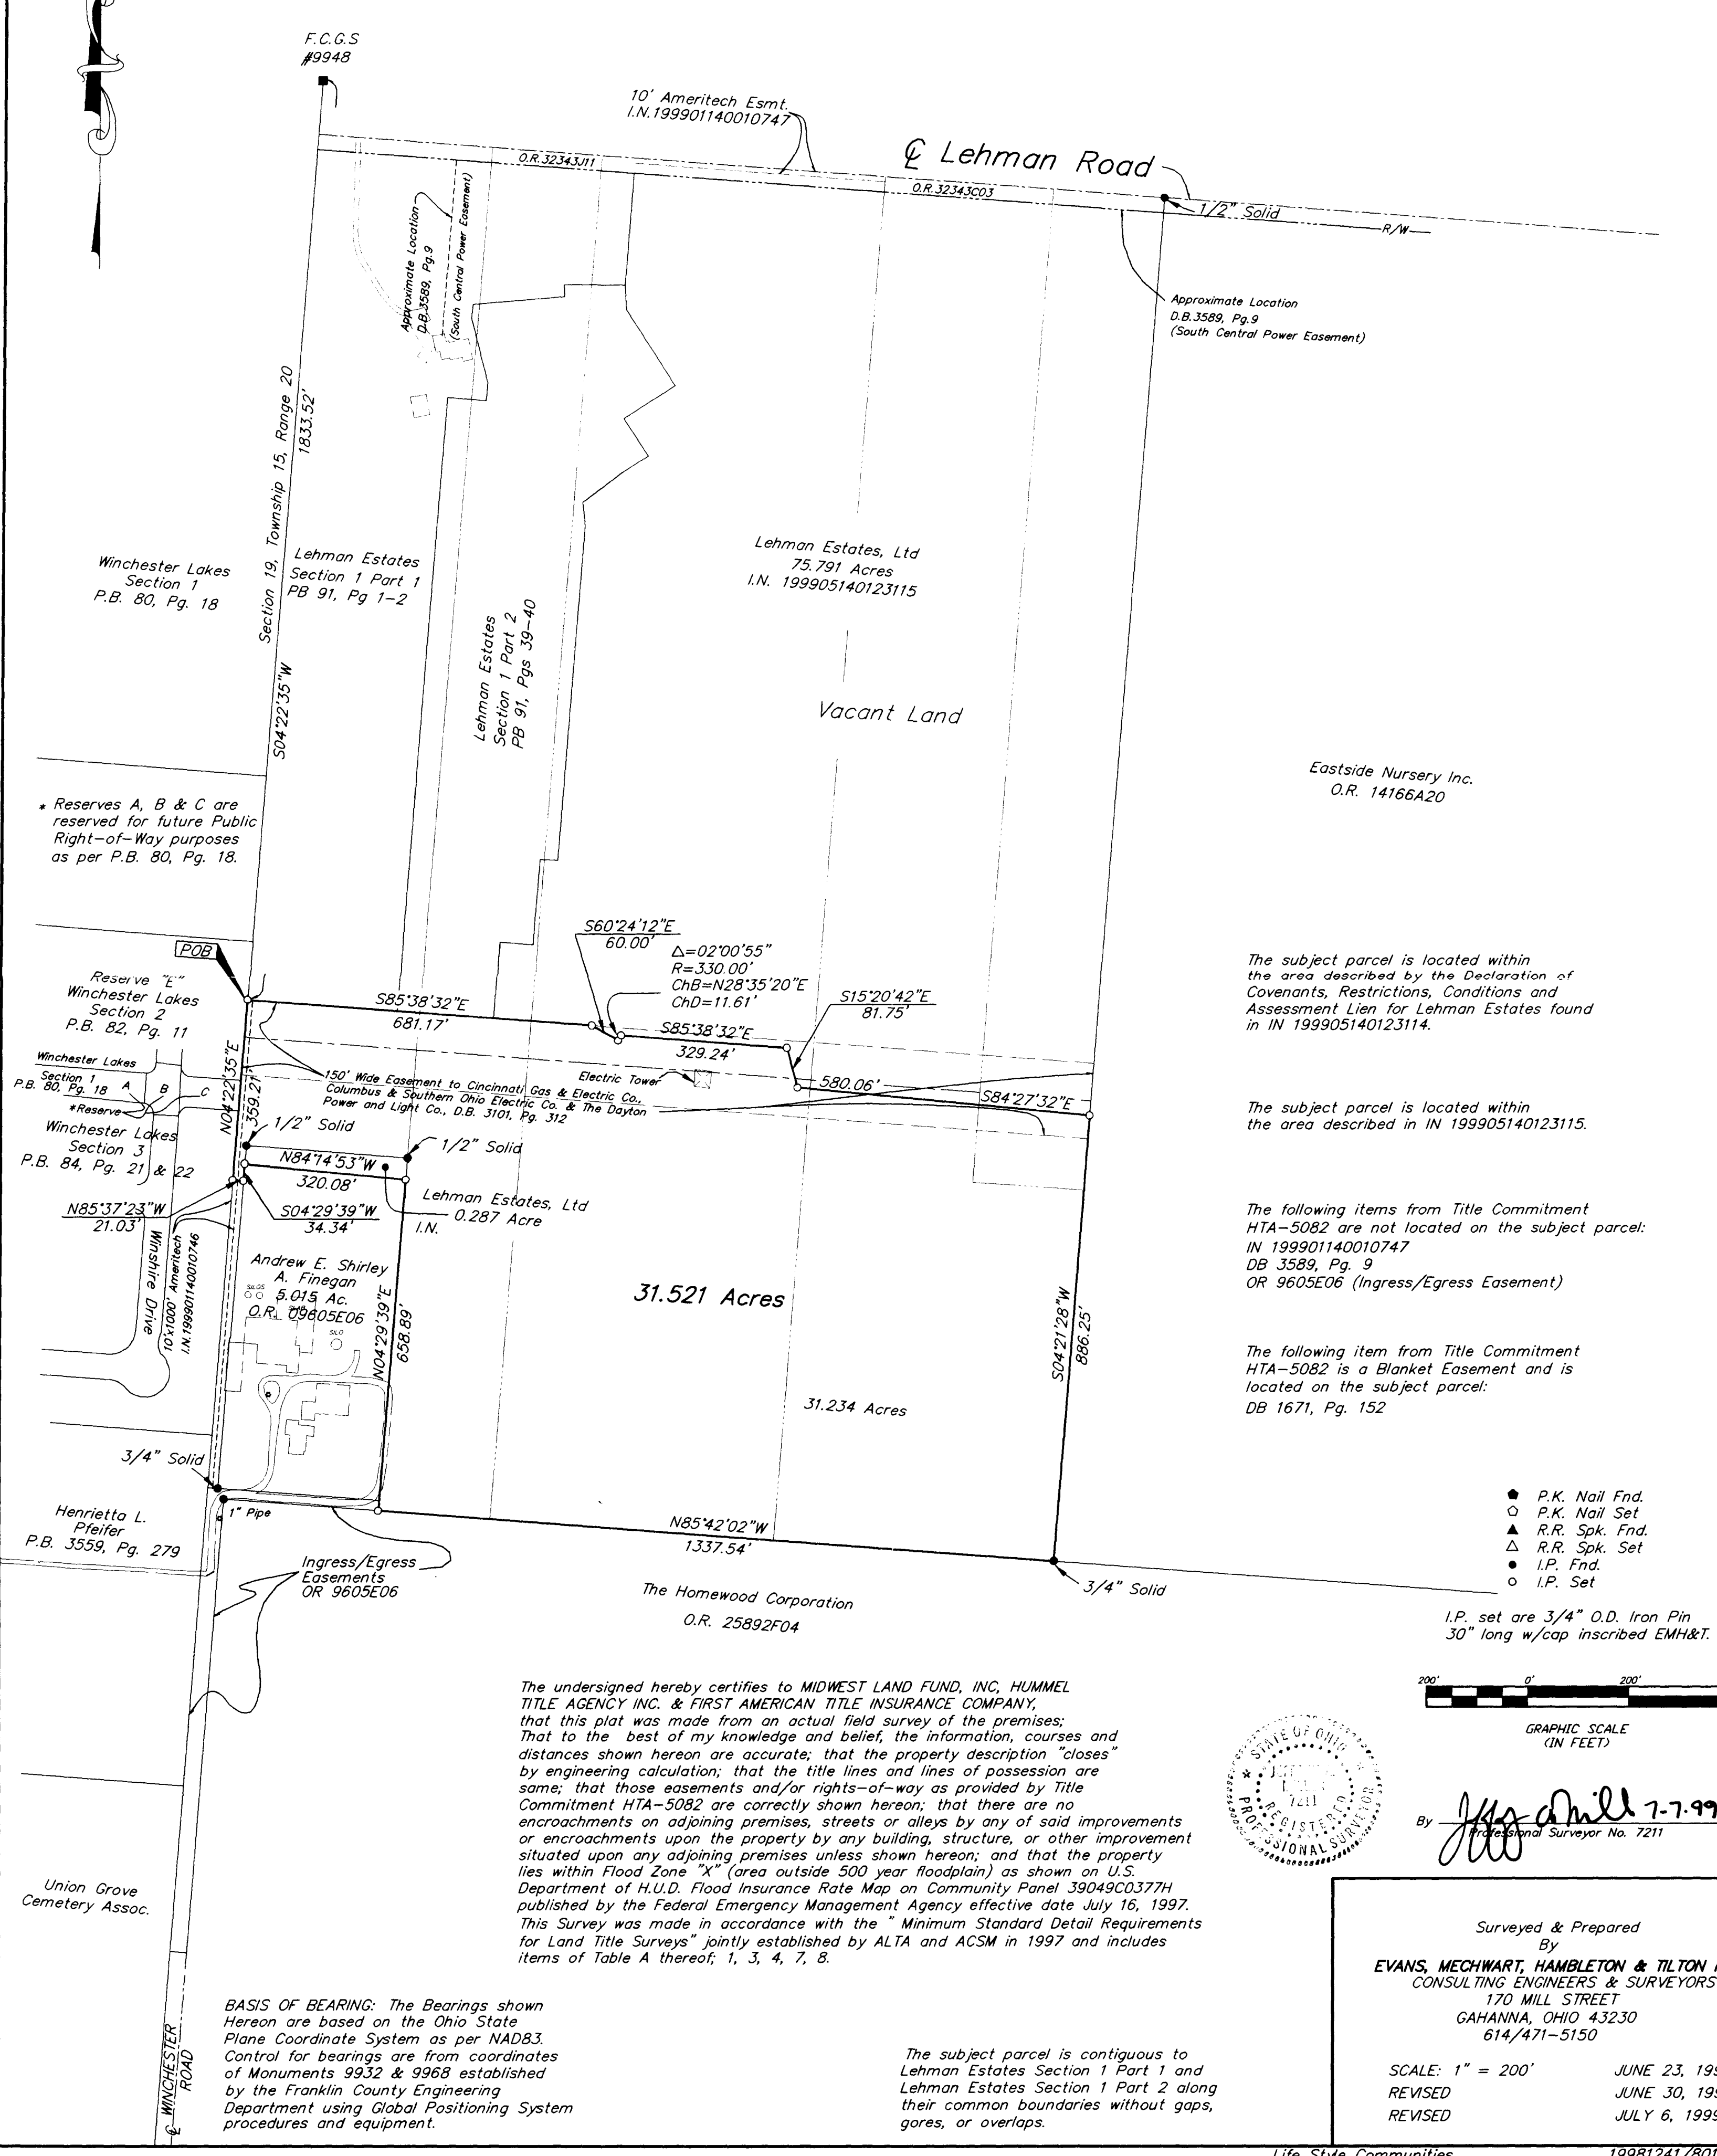 F.C.G.S
#9948
10' Ameritech Esmt.
I.N.199901140010747
℄ Lehman Road
O.R.32343J11
O.R.32343C03
1/2" Solid
R/W
Approximate Location
D.B.3589, Pg.9
(South Central Power Easement)
Approximate Location
D.B.3589, Pg.9
(South Central Power Easement)
Section 19, Township 15, Range 20
1833.52'
S04°22'35"W
Winchester Lakes
Section 1
P.B. 80, Pg. 18
Lehman Estates
Section 1 Part 1
PB 91, Pg 1-2
Lehman Estates
Section 1 Part 2
PB 91, Pgs 39-40
Lehman Estates, Ltd
75.791 Acres
I.N. 199905140123115
Vacant Land
Eastside Nursery Inc.
O.R. 14166A20
* Reserves A, B & C are
reserved for future Public
Right-of-Way purposes
as per P.B. 80, Pg. 18.
POB
S60°24'12"E
60.00'
Δ=02°00'55"
R=330.00'
ChB=N28°35'20"E
ChD=11.61'
S15°20'42"E
81.75'
S85°38'32"E
681.17'
S85°38'32"E
329.24'
580.06'
S84°27'32"E
Reserve "E"
Winchester Lakes
Section 2
P.B. 82, Pg. 11
Winchester Lakes
Section 1
P.B. 80, Pg. 18
A
B
C
*Reserve
Winchester Lakes
Section 3
P.B. 84, Pg. 21 & 22
N04°22'35"E
359.21'
150' Wide Easement to Cincinnati Gas & Electric Co.,
Columbus & Southern Ohio Electric Co. & The Dayton
Power and Light Co., D.B. 3101, Pg. 312
Electric Tower
1/2" Solid
1/2" Solid
N84°14'53"W
320.08'
N85°37'23"W
21.03'
S04°29'39"W
34.34'
Lehman Estates, Ltd
0.287 Acre
I.N.
Winshire Drive
10'x1000' Ameritech
I.N.199901140010746
Andrew E. Shirley
A. Finegan
5.015 Ac.
O.R. 09605E06
SILOS
SILO
N04°29'39"E
658.89'
31.521 Acres
31.234 Acres
S04°21'28"W
886.25'
3/4" Solid
1" Pipe
N85°42'02"W
1337.54'
3/4" Solid
Henrietta L.
Pfeifer
P.B. 3559, Pg. 279
Ingress/Egress
Easements
OR 9605E06
The Homewood Corporation
O.R. 25892F04
The subject parcel is located within
the area described by the Declaration of
Covenants, Restrictions, Conditions and
Assessment Lien for Lehman Estates found
in IN 199905140123114.
The subject parcel is located within
the area described in IN 199905140123115.
The following items from Title Commitment
HTA-5082 are not located on the subject parcel:
IN 199901140010747
DB 3589, Pg. 9
OR 9605E06 (Ingress/Egress Easement)
The following item from Title Commitment
HTA-5082 is a Blanket Easement and is
located on the subject parcel:
DB 1671, Pg. 152
P.K. Nail Fnd.
P.K. Nail Set
R.R. Spk. Fnd.
R.R. Spk. Set
I.P. Fnd.
I.P. Set
I.P. set are 3/4" O.D. Iron Pin
30" long w/cap inscribed EMH&T.
200' 0' 200'
GRAPHIC SCALE
(IN FEET)
The undersigned hereby certifies to MIDWEST LAND FUND, INC, HUMMEL
TITLE AGENCY INC. & FIRST AMERICAN TITLE INSURANCE COMPANY,
that this plat was made from an actual field survey of the premises;
That to the best of my knowledge and belief, the information, courses and
distances shown hereon are accurate; that the property description "closes"
by engineering calculation; that the title lines and lines of possession are
same; that those easements and/or rights-of-way as provided by Title
Commitment HTA-5082 are correctly shown hereon; that there are no
encroachments on adjoining premises, streets or alleys by any of said improvements
or encroachments upon the property by any building, structure, or other improvement
situated upon any adjoining premises unless shown hereon; and that the property
lies within Flood Zone "X" (area outside 500 year floodplain) as shown on U.S.
Department of H.U.D. Flood Insurance Rate Map on Community Panel 39049C0377H
published by the Federal Emergency Management Agency effective date July 16, 1997.
This Survey was made in accordance with the " Minimum Standard Detail Requirements
for Land Title Surveys" jointly established by ALTA and ACSM in 1997 and includes
items of Table A thereof; 1, 3, 4, 7, 8.
STATE OF OHIO
7211
REGISTERED
PROFESSIONAL SURVEYOR
By 7-7-99
Professional Surveyor No. 7211
Union Grove
Cemetery Assoc.
℄ WINCHESTER
ROAD
BASIS OF BEARING: The Bearings shown
Hereon are based on the Ohio State
Plane Coordinate System as per NAD83.
Control for bearings are from coordinates
of Monuments 9932 & 9968 established
by the Franklin County Engineering
Department using Global Positioning System
procedures and equipment.
The subject parcel is contiguous to
Lehman Estates Section 1 Part 1 and
Lehman Estates Section 1 Part 2 along
their common boundaries without gaps,
gores, or overlaps.
Surveyed & Prepared
By
EVANS, MECHWART, HAMBLETON & TILTON
CONSULTING ENGINEERS & SURVEYORS
170 MILL STREET
GAHANNA, OHIO 43230
614/471-5150
SCALE: 1" = 200' JUNE 23, 199
REVISED JUNE 30, 199
REVISED JULY 6, 1999
Life Style Communities 19981241/801